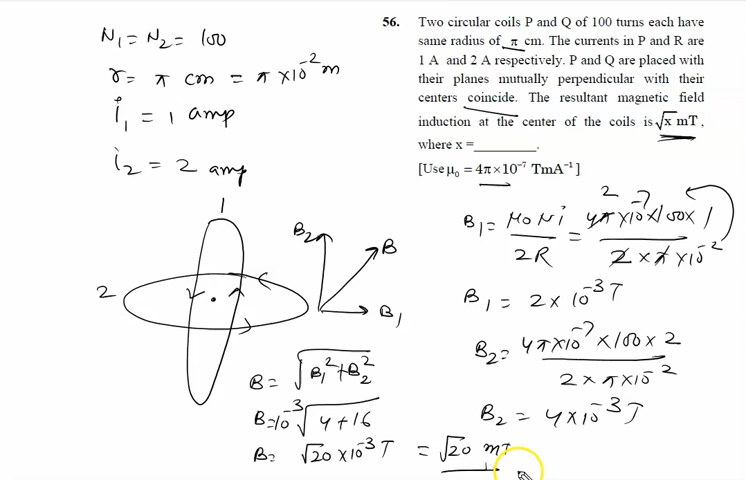 N₁ = N₂ = 100
r = π cm = π × 10⁻² m
i₁ = 1 amp
i₂ = 2 amp
56. Two circular coils P and Q of 100 turns each have
same radius of π cm. The currents in P and R are
1 A and 2 A respectively. P and Q are placed with
their planes mutually perpendicular with their
centers coincide. The resultant magnetic field
induction at the center of the coils is √x mT,
where x = ________.
[Use μ₀ = 4π×10⁻⁷ TmA⁻¹]
1
2
B₂
B
B₁
B₁ = μ₀Ni / 2R = 4π×10⁻⁷×100×1 / 2×π×10⁻²
2
B₁ = 2 × 10⁻³ T
B₂ = 4π×10⁻⁷×100×2 / 2×π×10⁻²
B₂ = 4×10⁻³ T
B = √B₁² + B₂²
B = 10⁻³ √4+16
B = √20 × 10⁻³ T = √20 mT